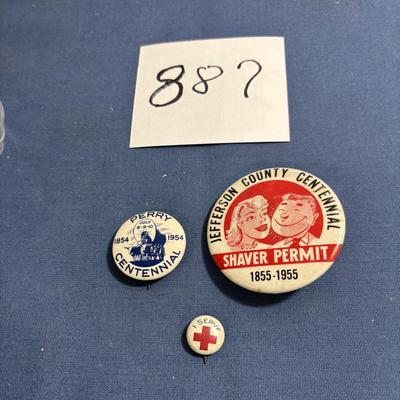 887
JEFFERSON COUNTY CENTENNIAL
SHAVER PERMIT
1855-1955
PERRY
JULY
8-9-10
1854 1954
CENTENNIAL
I SERVE